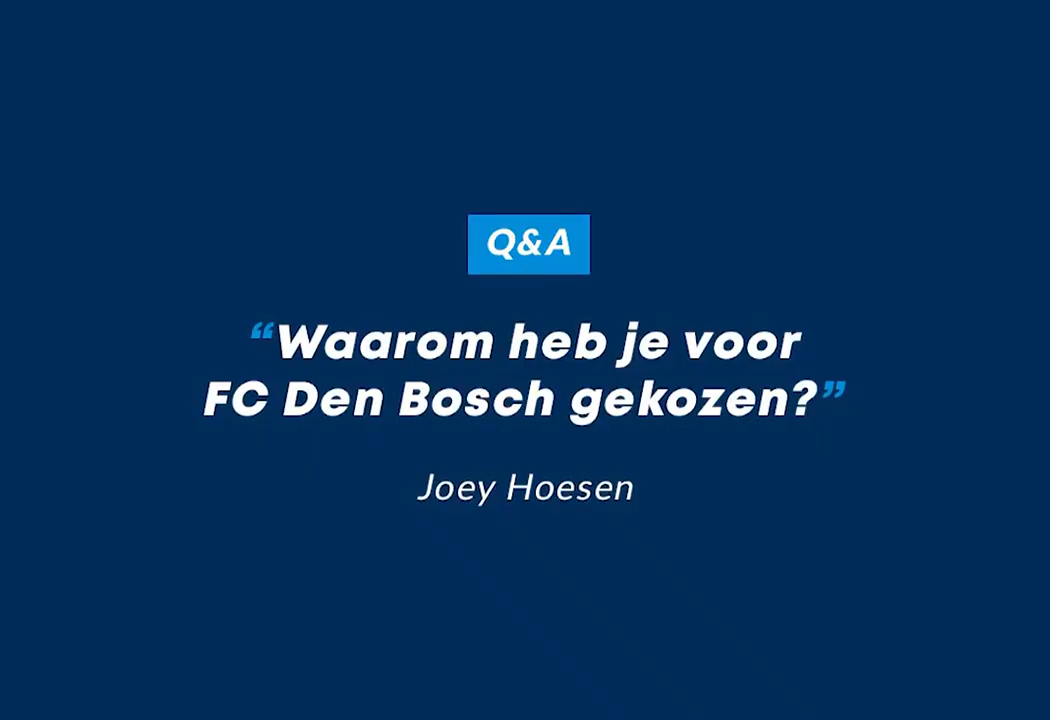 Q&A
“Waarom heb je voor
FC Den Bosch gekozen?”
Joey Hoesen